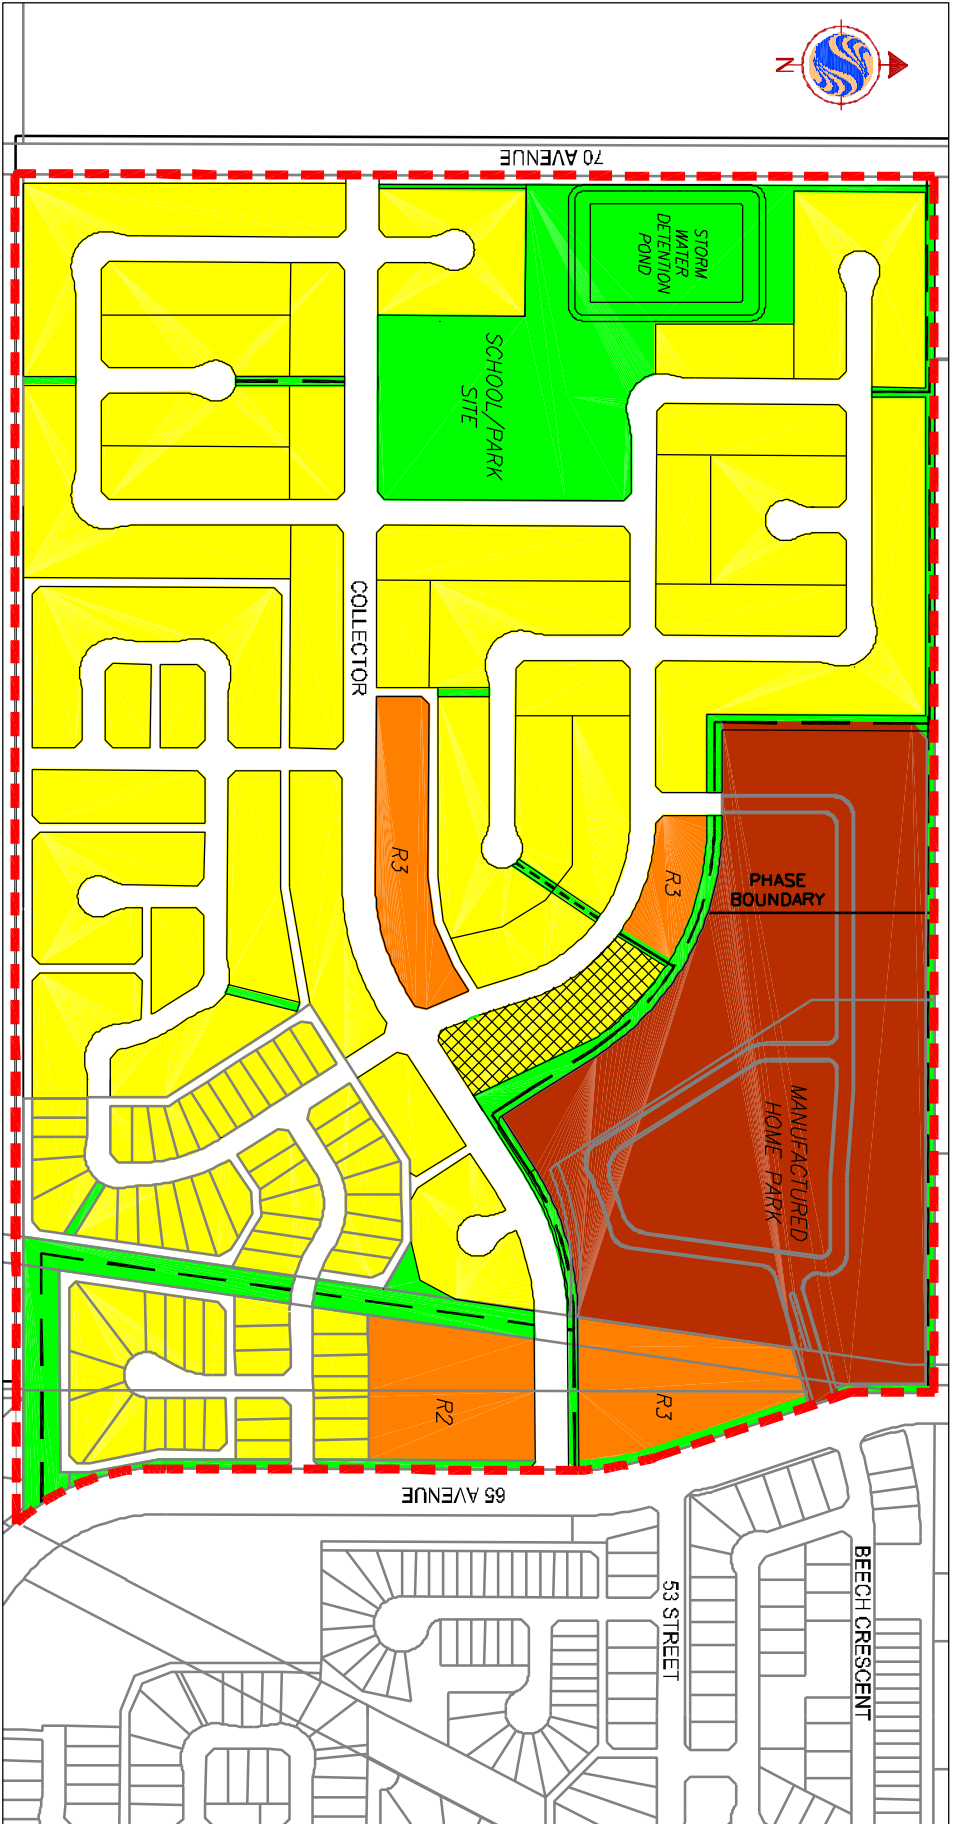 N
70 AVENUE
STORM
WATER
DETENTION
POND
SCHOOL/PARK
SITE
COLLECTOR
R3
R3
PHASE
BOUNDARY
MANUFACTURED
HOME PARK
R2
R3
65 AVENUE
53 STREET
BEECH CRESCENT